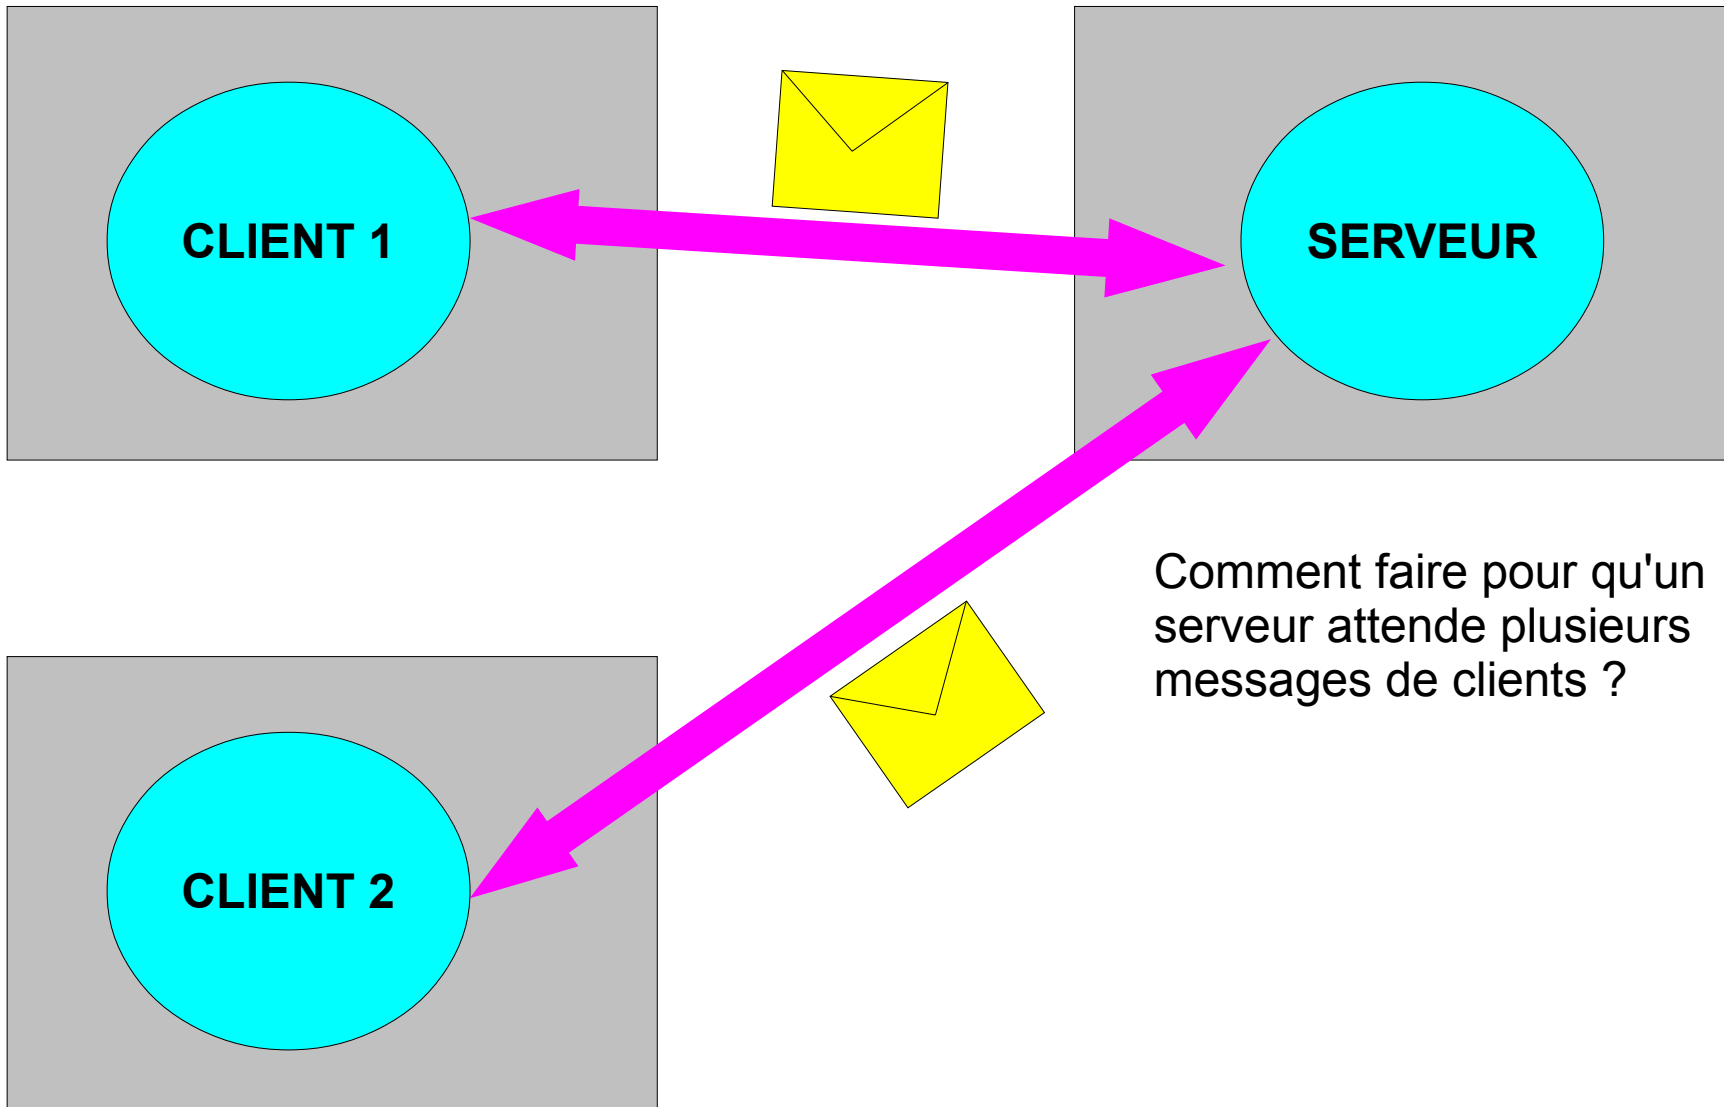 CLIENT 1
SERVEUR
Comment faire pour qu'un
serveur attende plusieurs
messages de clients ?
CLIENT 2